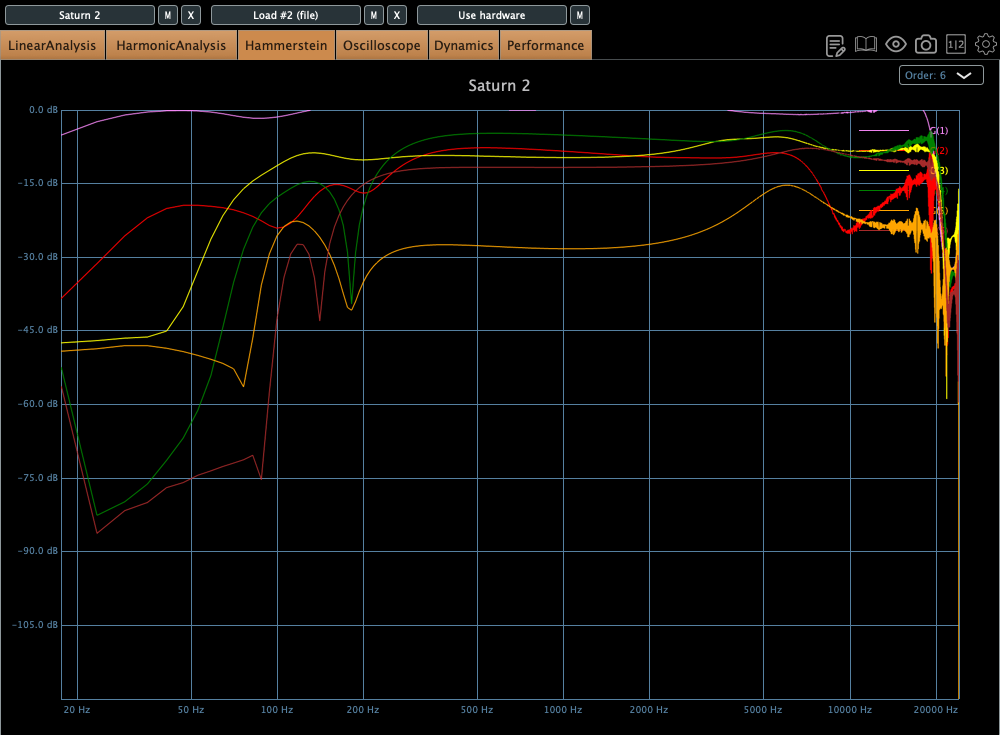 Saturn 2 M X Load #2 (file) M X Use hardware M
LinearAnalysis HarmonicAnalysis Hammerstein Oscilloscope Dynamics Performance 1|2
Order: 6
Saturn 2
0.0 dB
-15.0 dB
-30.0 dB
-45.0 dB
-60.0 dB
-75.0 dB
-90.0 dB
-105.0 dB
20 Hz 50 Hz 100 Hz 200 Hz 500 Hz 1000 Hz 2000 Hz 5000 Hz 10000 Hz 20000 Hz